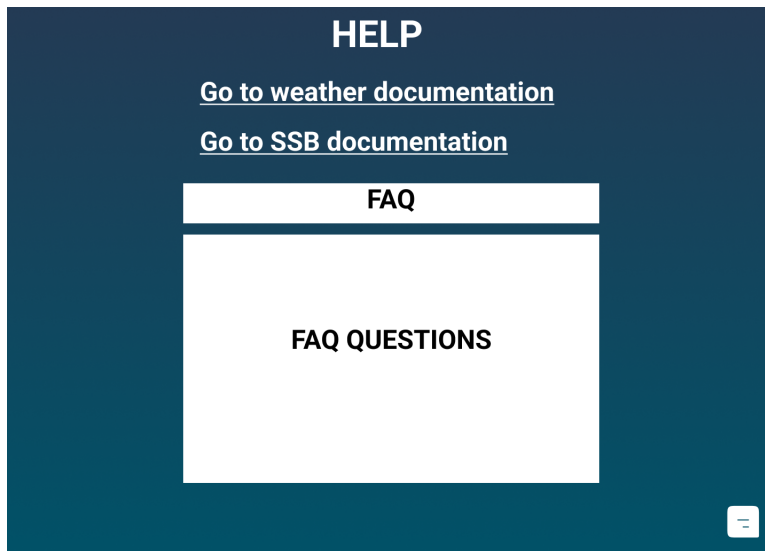 HELP
Go to weather documentation
Go to SSB documentation
FAQ
FAQ QUESTIONS